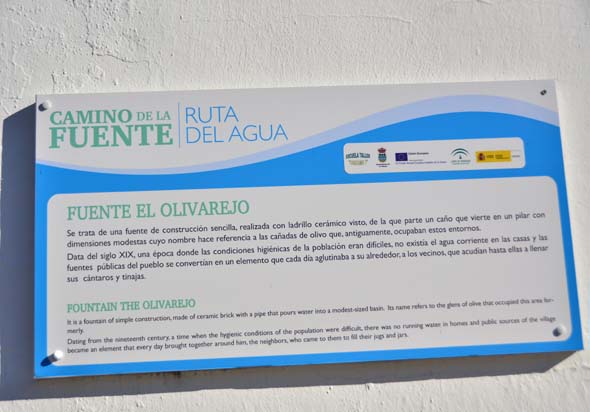 CAMINO DE LA
FUENTE
RUTA
DEL AGUA
ESCUELA TALLER
Unión Europea
FUENTE EL OLIVAREJO
Se trata de una fuente de construcción sencilla, realizada con ladrillo cerámico visto, de la que parte un caño que vierte en un pilar con
dimensiones modestas cuyo nombre hace referencia a las cañadas de olivo que, antiguamente, ocupaban estos entornos.
Data del siglo XIX, una época donde las condiciones higiénicas de la población eran difíciles, no existía el agua corriente en las casas y las
fuentes públicas del pueblo se convertían en un elemento que cada día aglutinaba a su alrededor, a los vecinos, que acudían hasta ellas a llenar
sus cántaros y tinajas.
FOUNTAIN THE OLIVAREJO
It is a fountain of simple construction, made of ceramic brick with a pipe that pours water into a modest-sized basin. Its name refers to the glens of olive that occupied this area for-
merly.
Dating from the nineteenth century, a time when the hygienic conditions of the population were difficult, there was no running water in homes and public sources of the village
became an element that every day brought together around him, the neighbors, who came to them to fill their jugs and jars.